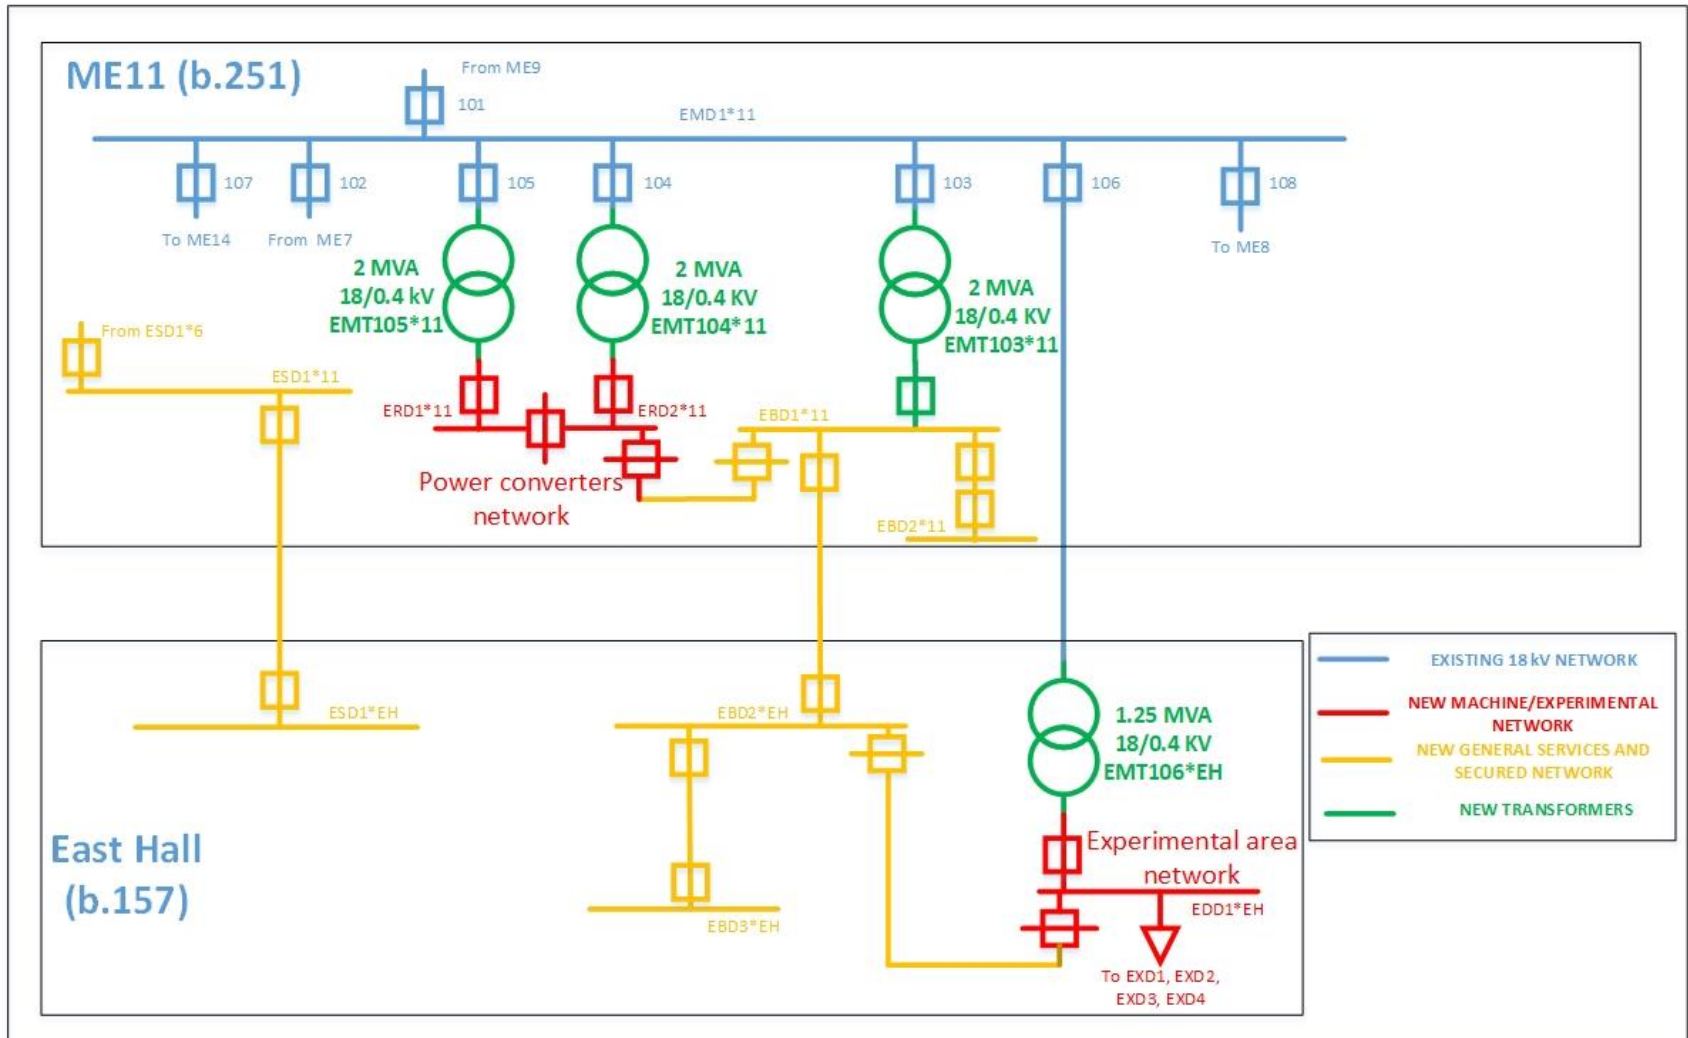 ME11 (b.251)
From ME9
101
EMD1*11
107
102
105
104
103
106
108
To ME14
From ME7
To ME8
2 MVA
18/0.4 kV
EMT105*11
2 MVA
18/0.4 KV
EMT104*11
2 MVA
18/0.4 KV
EMT103*11
From ESD1*6
ESD1*11
ERD1*11
ERD2*11
EBD1*11
Power converters
network
EBD2*11
ESD1*EH
EBD2*EH
1.25 MVA
18/0.4 KV
EMT106*EH
East Hall
(b.157)
Experimental area
network
EDD1*EH
EBD3*EH
To EXD1, EXD2,
EXD3, EXD4
EXISTING 18 kV NETWORK
NEW MACHINE/EXPERIMENTAL
NETWORK
NEW GENERAL SERVICES AND
SECURED NETWORK
NEW TRANSFORMERS